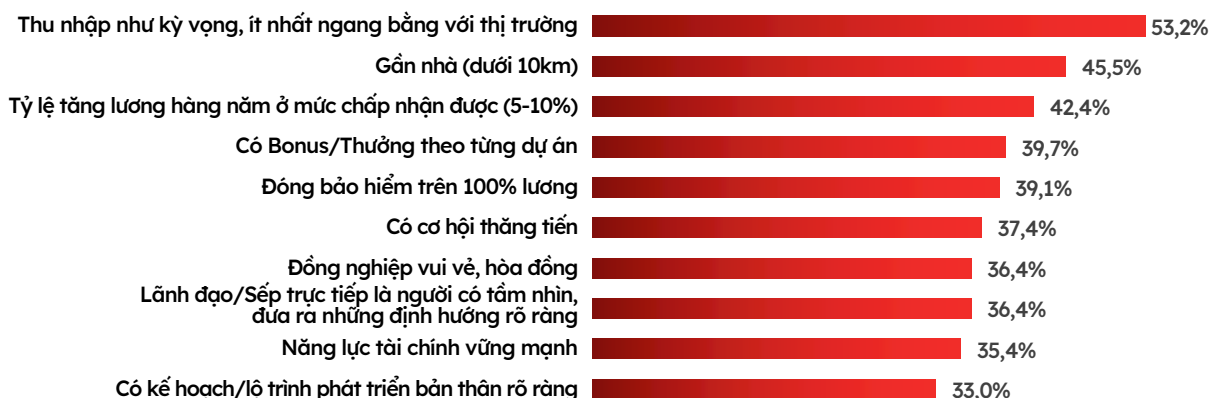 Thu nhập như kỳ vọng, ít nhất ngang bằng với thị trường 53,2%
Gần nhà (dưới 10km) 45,5%
Tỷ lệ tăng lương hàng năm ở mức chấp nhận được (5-10%) 42,4%
Có Bonus/Thưởng theo từng dự án 39,7%
Đóng bảo hiểm trên 100% lương 39,1%
Có cơ hội thăng tiến 37,4%
Đồng nghiệp vui vẻ, hòa đồng 36,4%
Lãnh đạo/Sếp trực tiếp là người có tầm nhìn,
đưa ra những định hướng rõ ràng 36,4%
Năng lực tài chính vững mạnh 35,4%
Có kế hoạch/lộ trình phát triển bản thân rõ ràng 33,0%